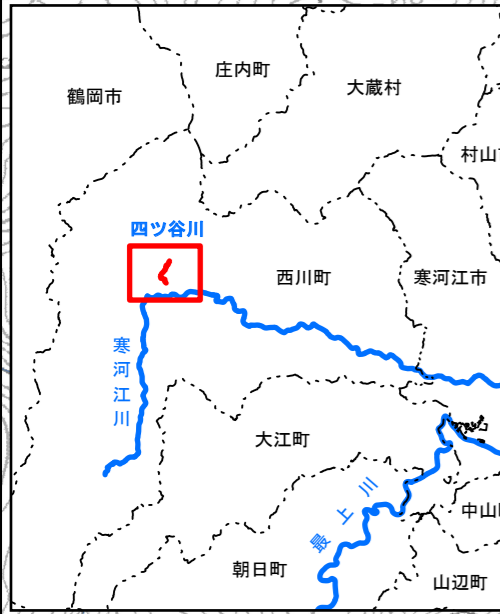 庄内町
大蔵村
鶴岡市
村山
四ツ谷川
西川町
寒河江市
寒河江川
大江町
最上川
中山
朝日町
山辺町